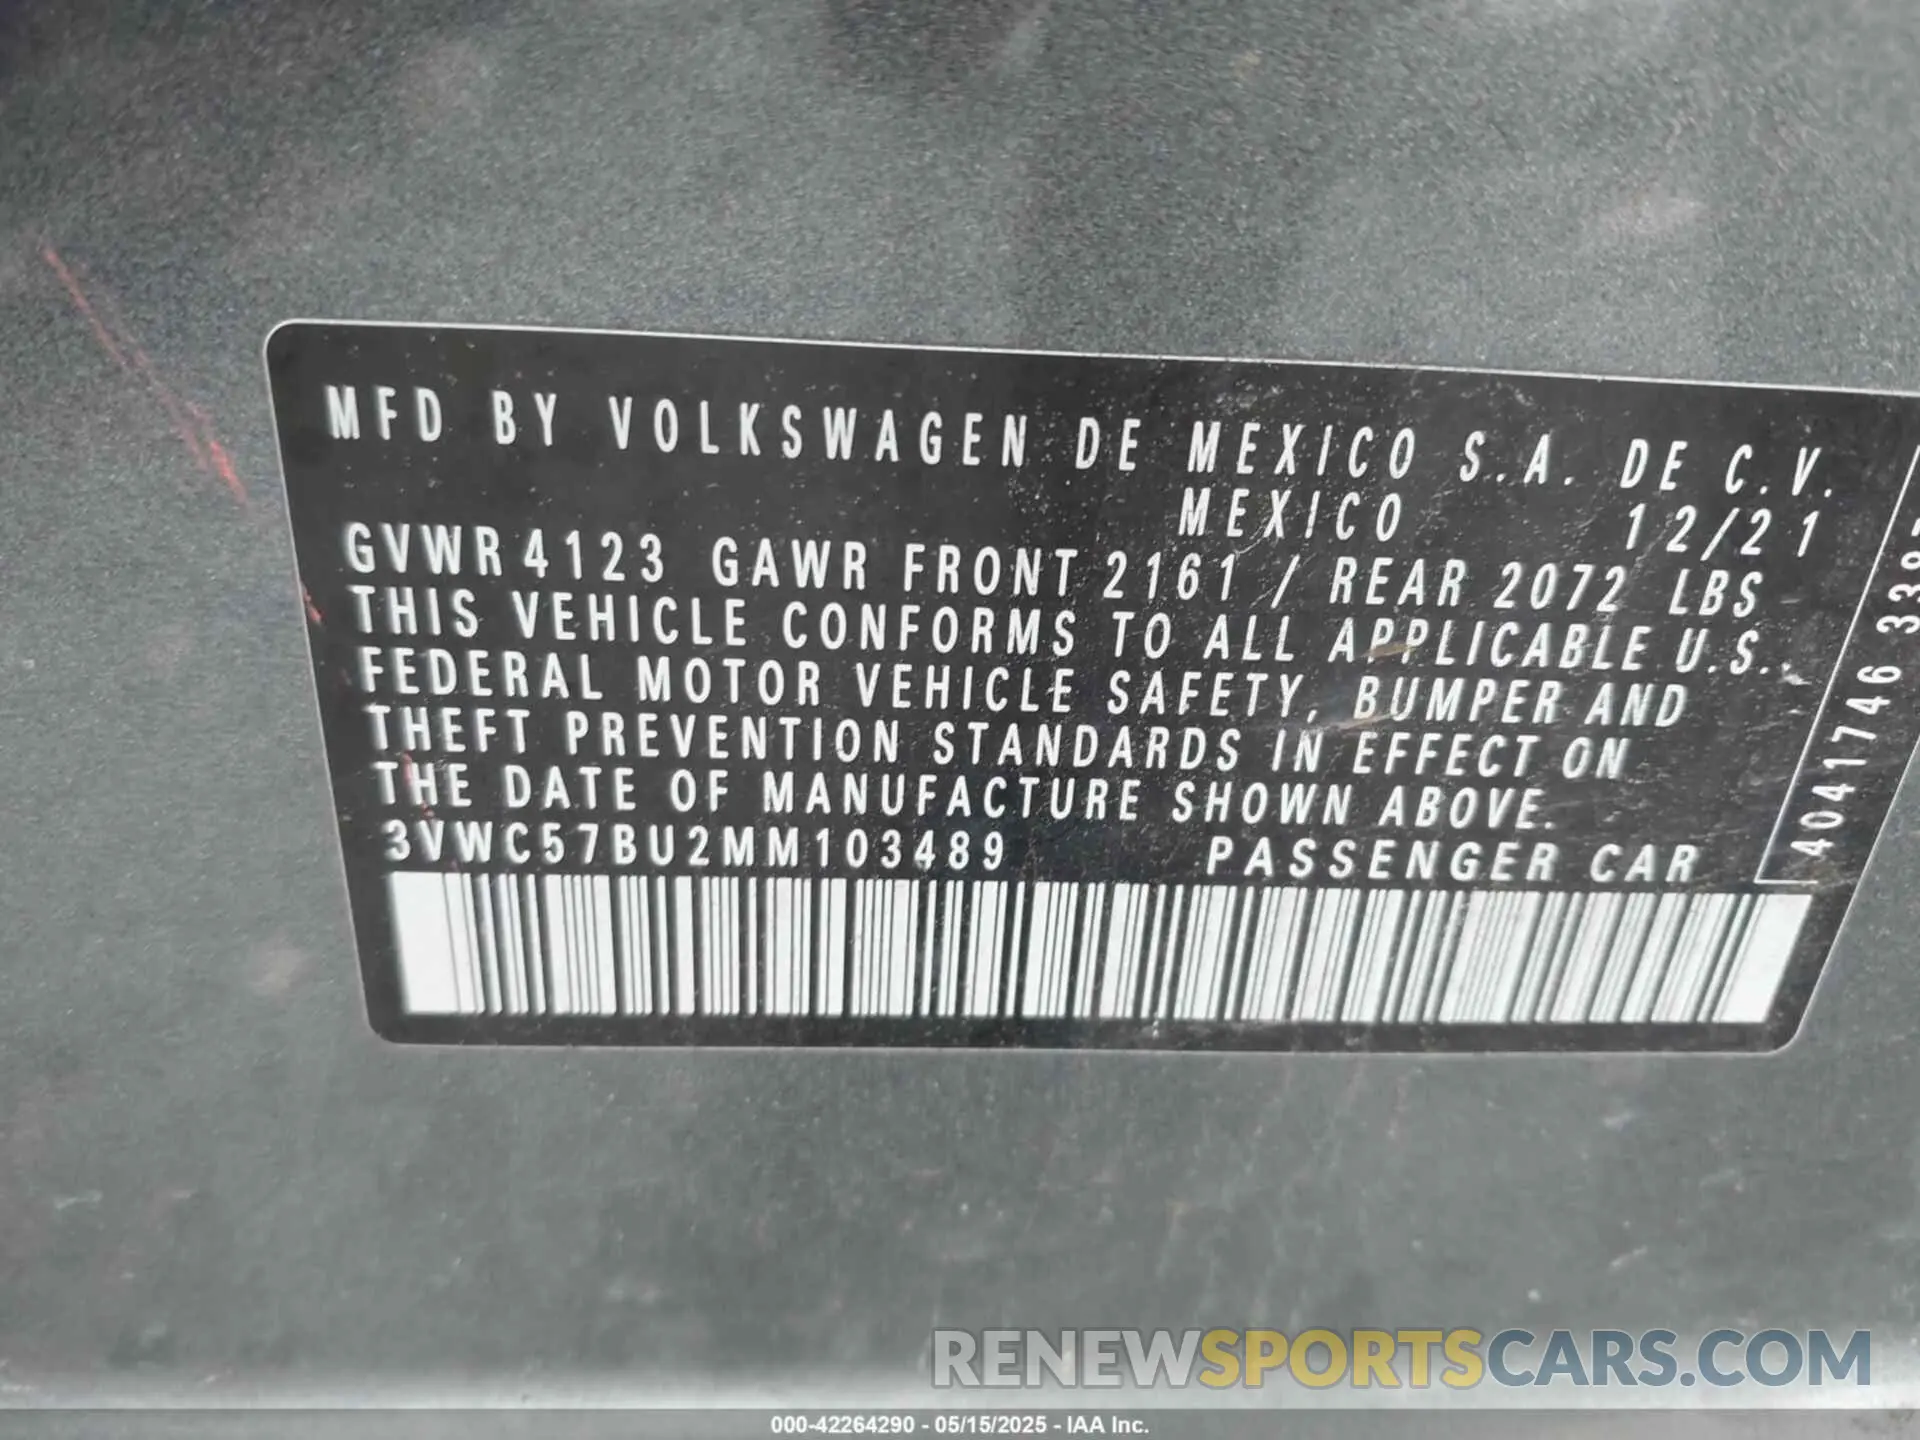 MFD BY VOLKSWAGEN DE MEXICO S.A. DE C.V.
MEXICO 12/21
GVWR 4123 GAWR FRONT 2161 / REAR 2072 LBS
THIS VEHICLE CONFORMS TO ALL APPLICABLE U.S.
FEDERAL MOTOR VEHICLE SAFETY, BUMPER AND
THEFT PREVENTION STANDARDS IN EFFECT ON
THE DATE OF MANUFACTURE SHOWN ABOVE.
3VWC57BU2MM103489 PASSENGER CAR
4041746
RENEWSPORTSCARS.COM
000-42264290 - 05/15/2025 - IAA Inc.